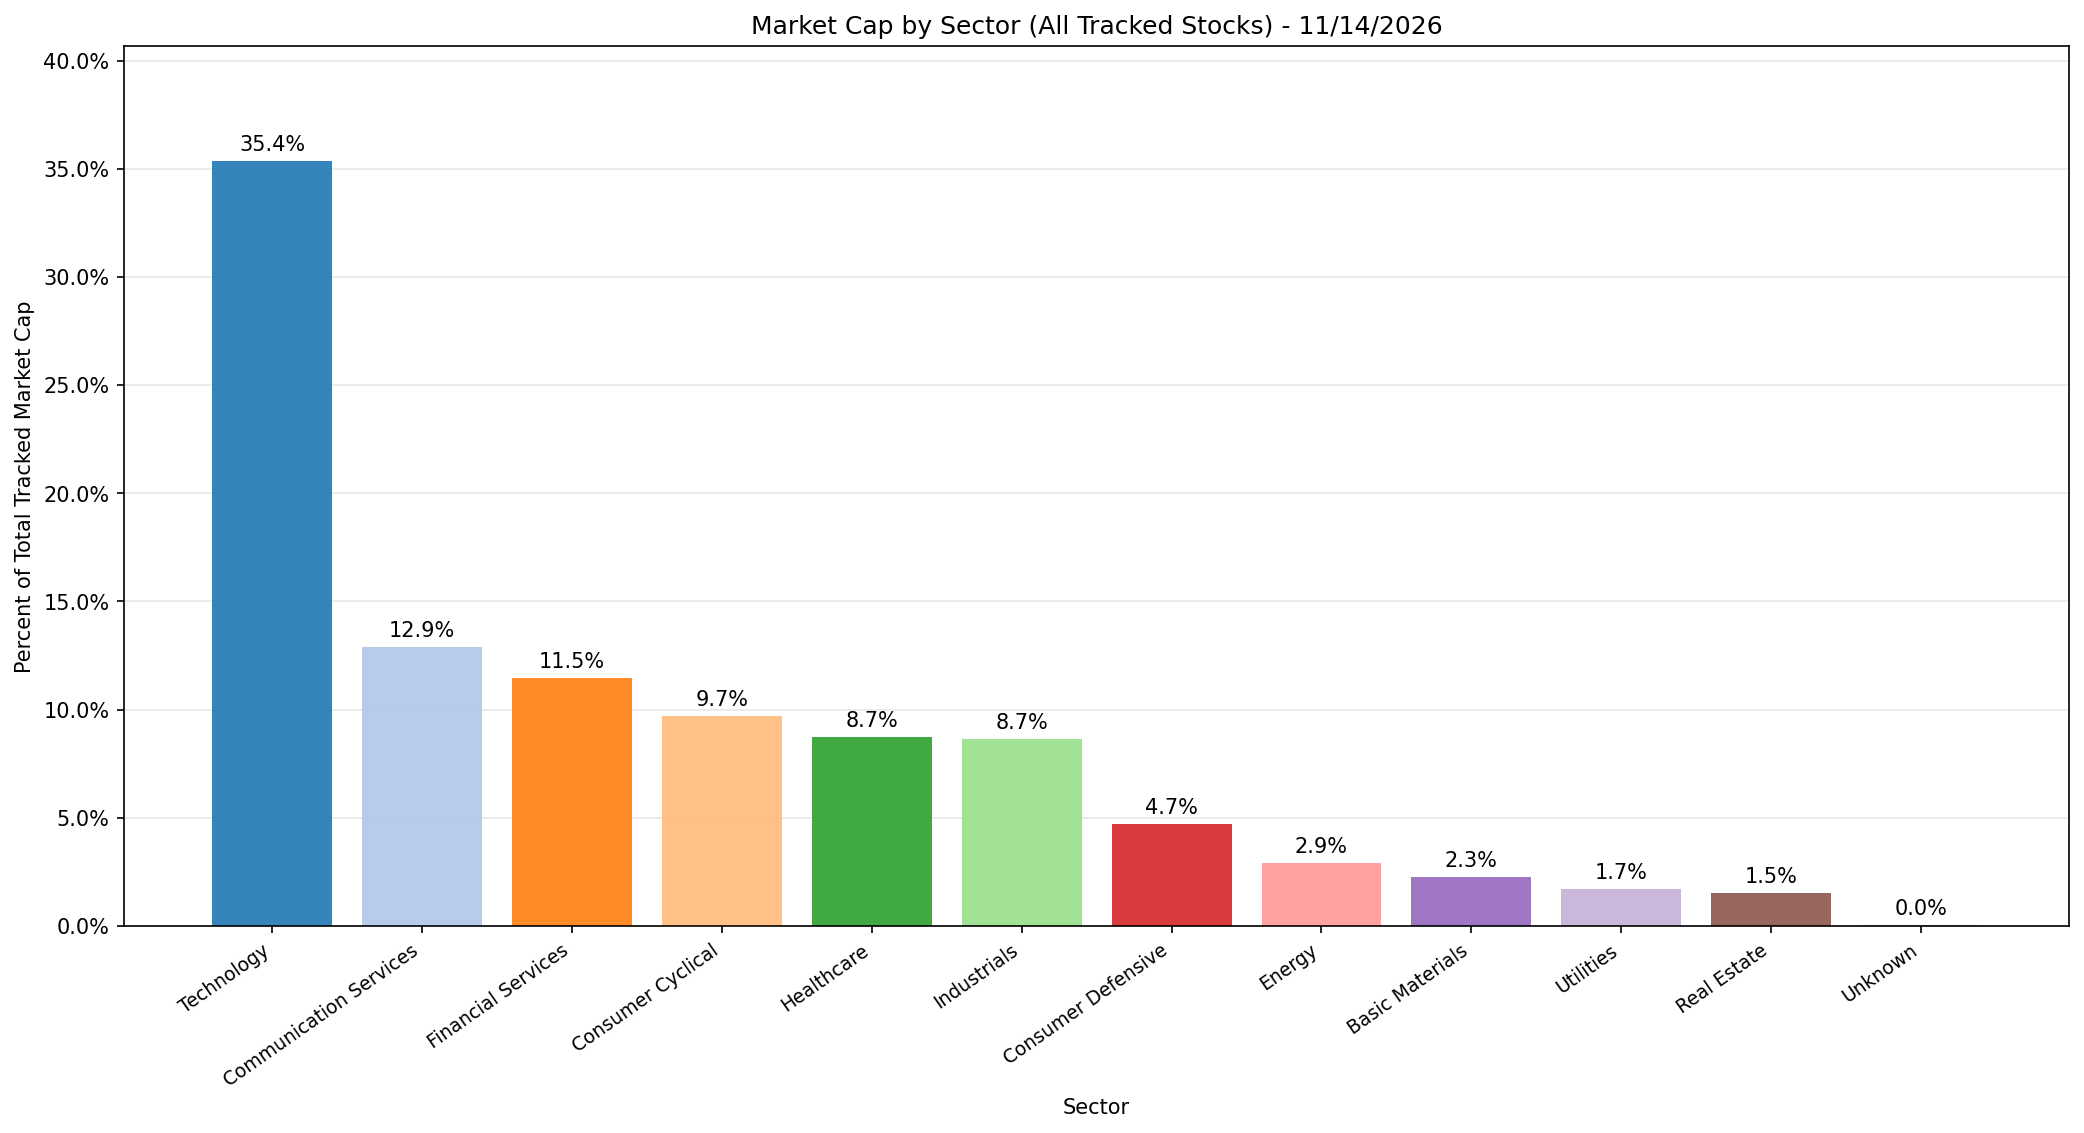 Market Cap by Sector (All Tracked Stocks) - 11/14/2026
Percent of Total Tracked Market Cap
40.0%
35.0%
30.0%
25.0%
20.0%
15.0%
10.0%
5.0%
0.0%
35.4%
12.9%
11.5%
9.7%
8.7%
8.7%
4.7%
2.9%
2.3%
1.7%
1.5%
0.0%
Technology
Communication Services
Financial Services
Consumer Cyclical
Healthcare
Industrials
Consumer Defensive
Energy
Basic Materials
Utilities
Real Estate
Unknown
Sector